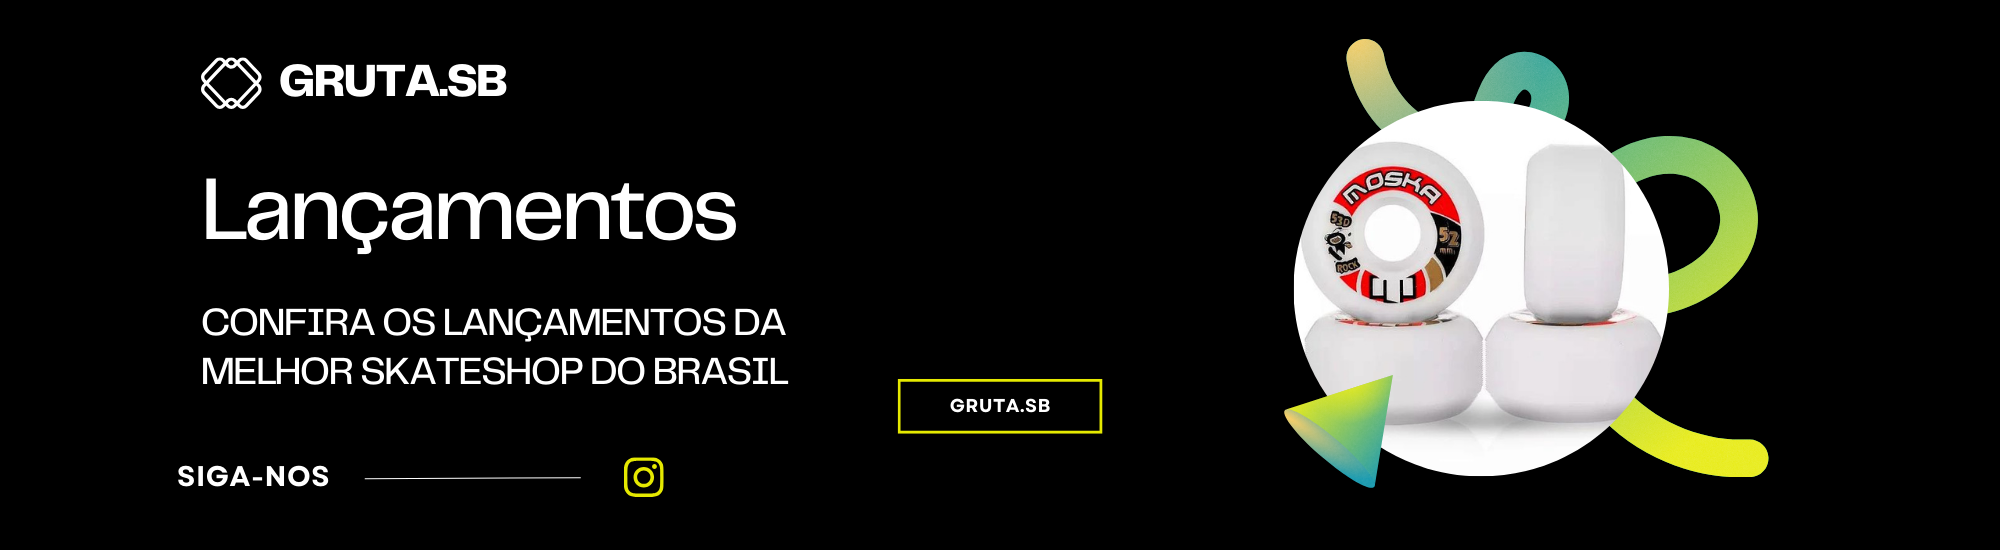 GRUTA.SB
Lançamentos
CONFIRA OS LANÇAMENTOS DA
MELHOR SKATESHOP DO BRASIL
GRUTA.SB
SIGA-NOS
MOSKA
53D
52
mm
ROCK